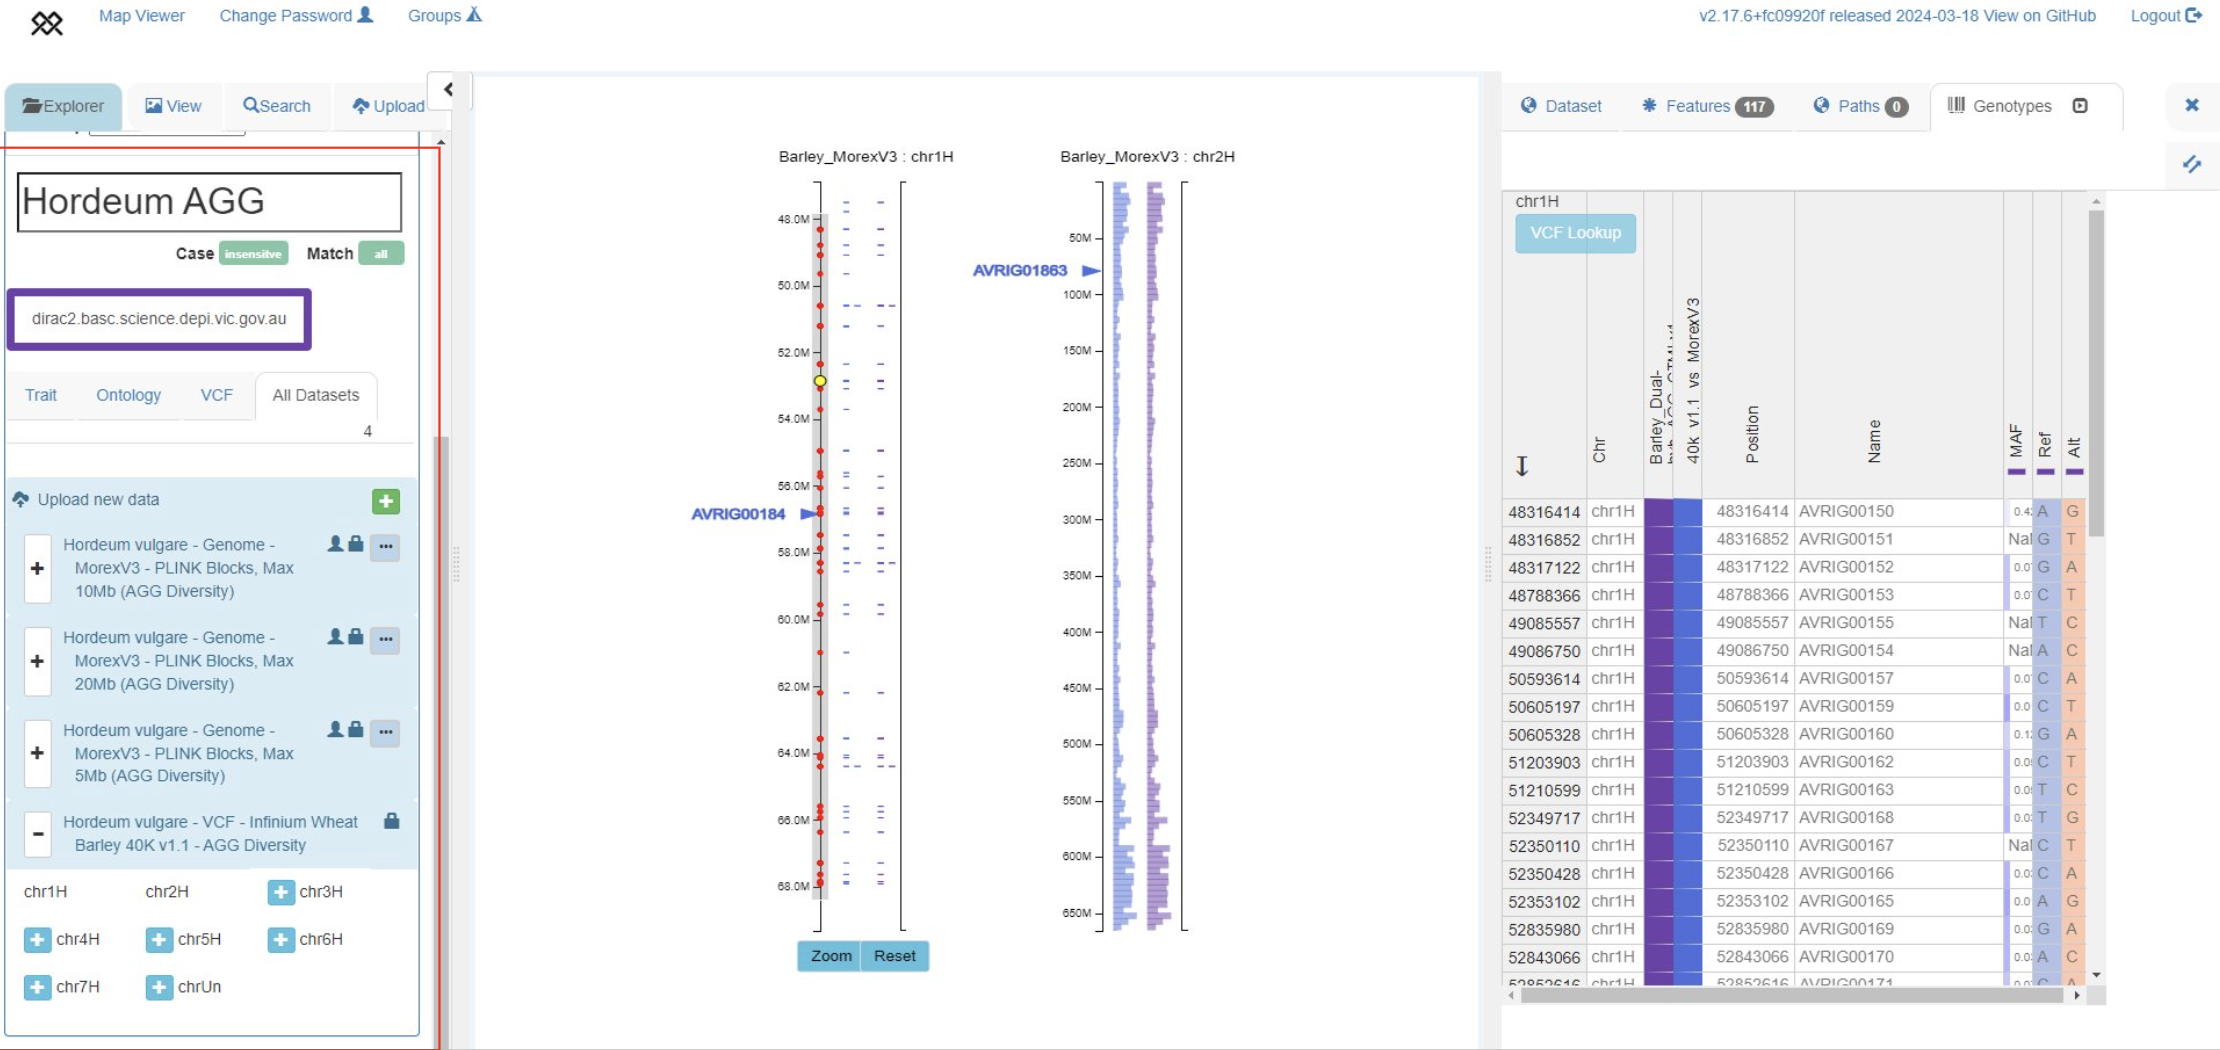 Map Viewer Change Password Groups
v2.17.6+fc09920f released 2024-03-18 View on GitHub Logout
Explorer View Search Upload
Hordeum AGG
Case insensitve Match all
dirac2.basc.science.depi.vic.gov.au
Trait Ontology VCF All Datasets
4
Upload new data
Hordeum vulgare - Genome -
MorexV3 - PLINK Blocks, Max
10Mb (AGG Diversity)
Hordeum vulgare - Genome -
MorexV3 - PLINK Blocks, Max
20Mb (AGG Diversity)
Hordeum vulgare - Genome -
MorexV3 - PLINK Blocks, Max
5Mb (AGG Diversity)
Hordeum vulgare - VCF - Infinium Wheat
Barley 40K v1.1 - AGG Diversity
chr1H chr2H chr3H
chr4H chr5H chr6H
chr7H chrUn
Barley_MorexV3 : chr1H
48.0M
50.0M
52.0M
54.0M
56.0M
AVRIG00184
58.0M
60.0M
62.0M
64.0M
66.0M
68.0M
Zoom Reset
Barley_MorexV3 : chr2H
50M
AVRIG01863
100M
150M
200M
250M
300M
350M
400M
450M
500M
550M
600M
650M
Dataset Features 117 Paths 0 Genotypes
chr1H
VCF Lookup
Chr
Barley_Dual-
40k v1.1 vs MorexV3
Position
Name
MAF
Ref
Alt
48316414 chr1H 48316414 AVRIG00150 0.4 A G
48316852 chr1H 48316852 AVRIG00151 Na G T
48317122 chr1H 48317122 AVRIG00152 0.0 G A
48788366 chr1H 48788366 AVRIG00153 0.0 C T
49085557 chr1H 49085557 AVRIG00155 Na T C
49086750 chr1H 49086750 AVRIG00154 Na A C
50593614 chr1H 50593614 AVRIG00157 0.0 C A
50605197 chr1H 50605197 AVRIG00159 0.0 C T
50605328 chr1H 50605328 AVRIG00160 0.1 G A
51203903 chr1H 51203903 AVRIG00162 0.0 C T
51210599 chr1H 51210599 AVRIG00163 0.0 T C
52349717 chr1H 52349717 AVRIG00168 0.0 T G
52350110 chr1H 52350110 AVRIG00167 Na C T
52350428 chr1H 52350428 AVRIG00166 0.0 C A
52353102 chr1H 52353102 AVRIG00165 0.0 A G
52835980 chr1H 52835980 AVRIG00169 0.0 G A
52843066 chr1H 52843066 AVRIG00170 0.0 A C
52852616 chr1H 52852616 AVRIG00171 0.0 C A